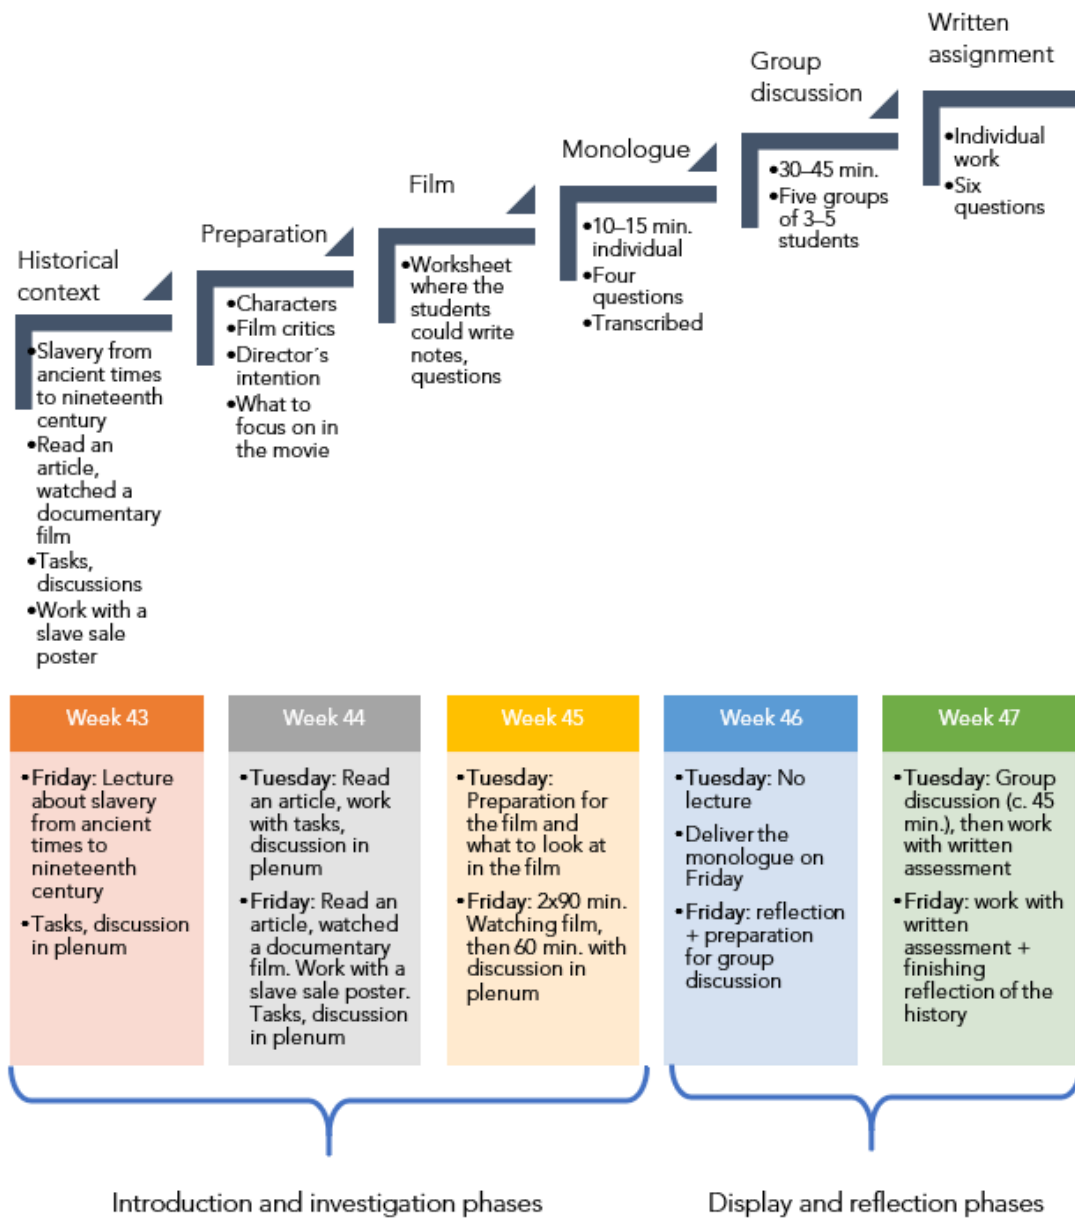 Historical
context
•Slavery from
ancient times
to nineteenth
century
•Read an
article,
watched a
documentary
film
•Tasks,
discussions
•Work with a
slave sale
poster
Preparation
•Characters
•Film critics
•Director´s
intention
•What to
focus on in
the movie
Film
•Worksheet
where the
students
could write
notes,
questions
Monologue
•10–15 min.
individual
•Four
questions
•Transcribed
Group
discussion
•30–45 min.
•Five groups
of 3–5
students
Written
assignment
•Individual
work
•Six
questions
Week 43
•Friday: Lecture
about slavery
from ancient
times to
nineteenth
century
•Tasks, discussion
in plenum
Week 44
•Tuesday: Read
an article, work
with tasks,
discussion in
plenum
•Friday: Read an
article, watched
a documentary
film. Work with a
slave sale poster.
Tasks, discussion
in plenum
Week 45
•Tuesday:
Preparation for
the film and
what to look at
in the film
•Friday: 2x90 min.
Watching film,
then 60 min. with
discussion in
plenum
Week 46
•Tuesday: No
lecture
•Deliver the
monologue on
Friday
•Friday: reflection
+ preparation
for group
discussion
Week 47
•Tuesday: Group
discussion (c. 45
min.), then work
with written
assessment
•Friday: work with
written
assessment +
finishing
reflection of the
history
Introduction and investigation phases
Display and reflection phases